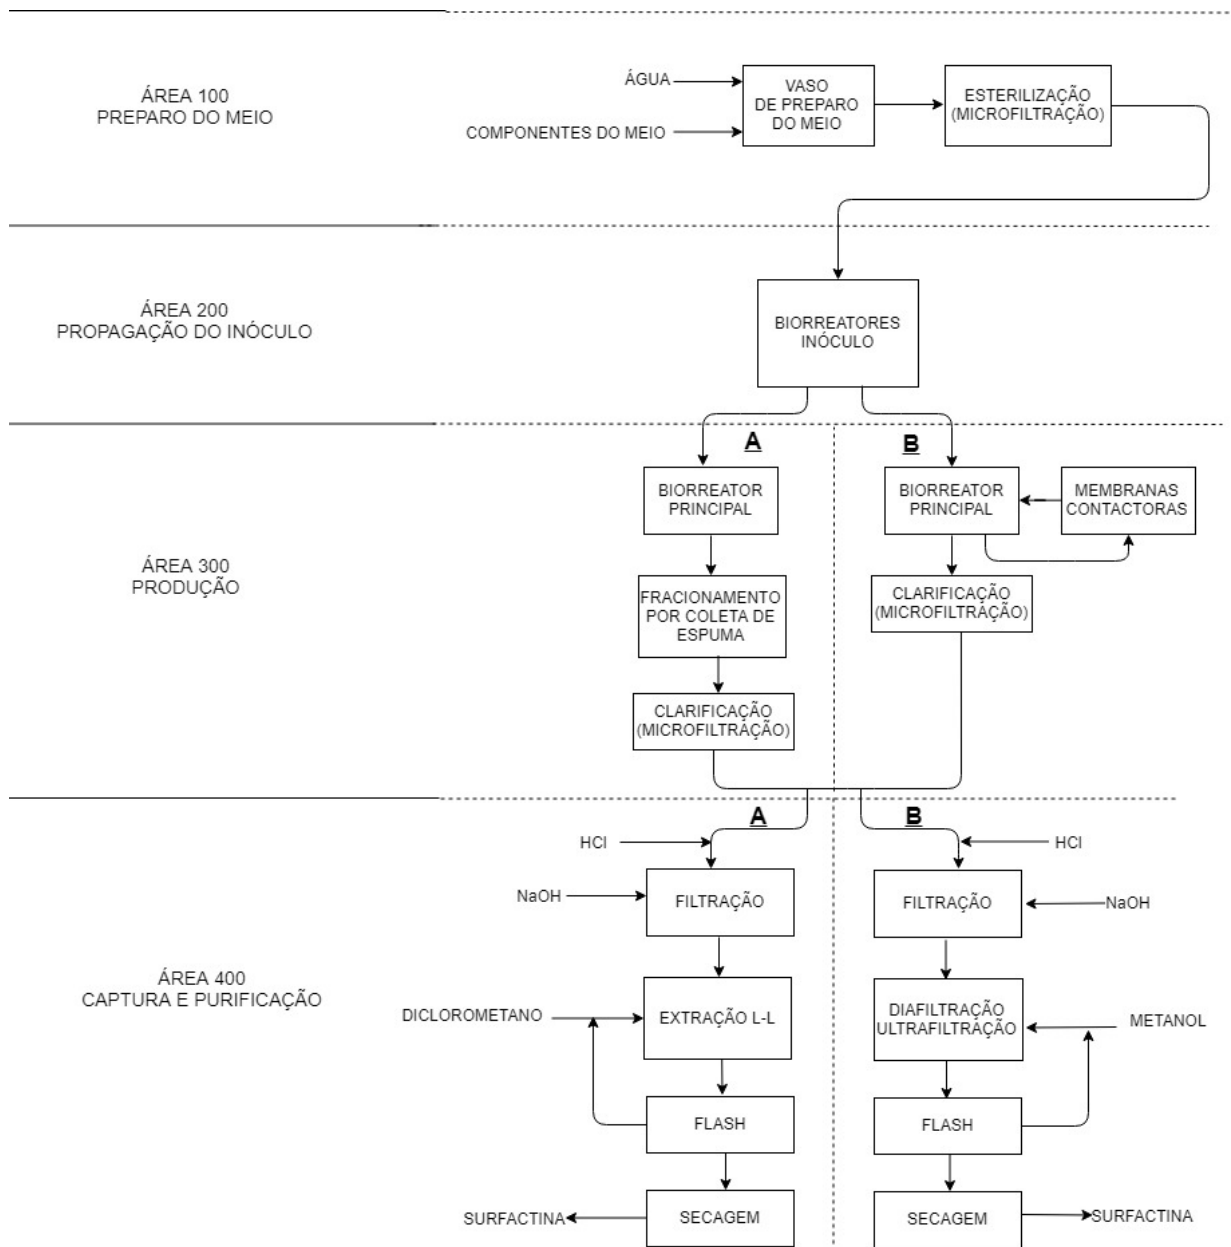 ÁREA 100
PREPARO DO MEIO
ÁGUA
COMPONENTES DO MEIO
VASO
DE PREPARO
DO MEIO
ESTERILIZAÇÃO
(MICROFILTRAÇÃO)
ÁREA 200
PROPAGAÇÃO DO INÓCULO
BIORREATORES
INÓCULO
ÁREA 300
PRODUÇÃO
A
BIORREATOR
PRINCIPAL
FRACIONAMENTO
POR COLETA DE
ESPUMA
CLARIFICAÇÃO
(MICROFILTRAÇÃO)
B
BIORREATOR
PRINCIPAL
MEMBRANAS
CONTACTORAS
CLARIFICAÇÃO
(MICROFILTRAÇÃO)
ÁREA 400
CAPTURA E PURIFICAÇÃO
A
HCl
NaOH
FILTRAÇÃO
DICLOROMETANO
EXTRAÇÃO L-L
FLASH
SECAGEM
SURFACTINA
B
HCl
FILTRAÇÃO
NaOH
DIAFILTRAÇÃO
ULTRAFILTRAÇÃO
METANOL
FLASH
SECAGEM
SURFACTINA